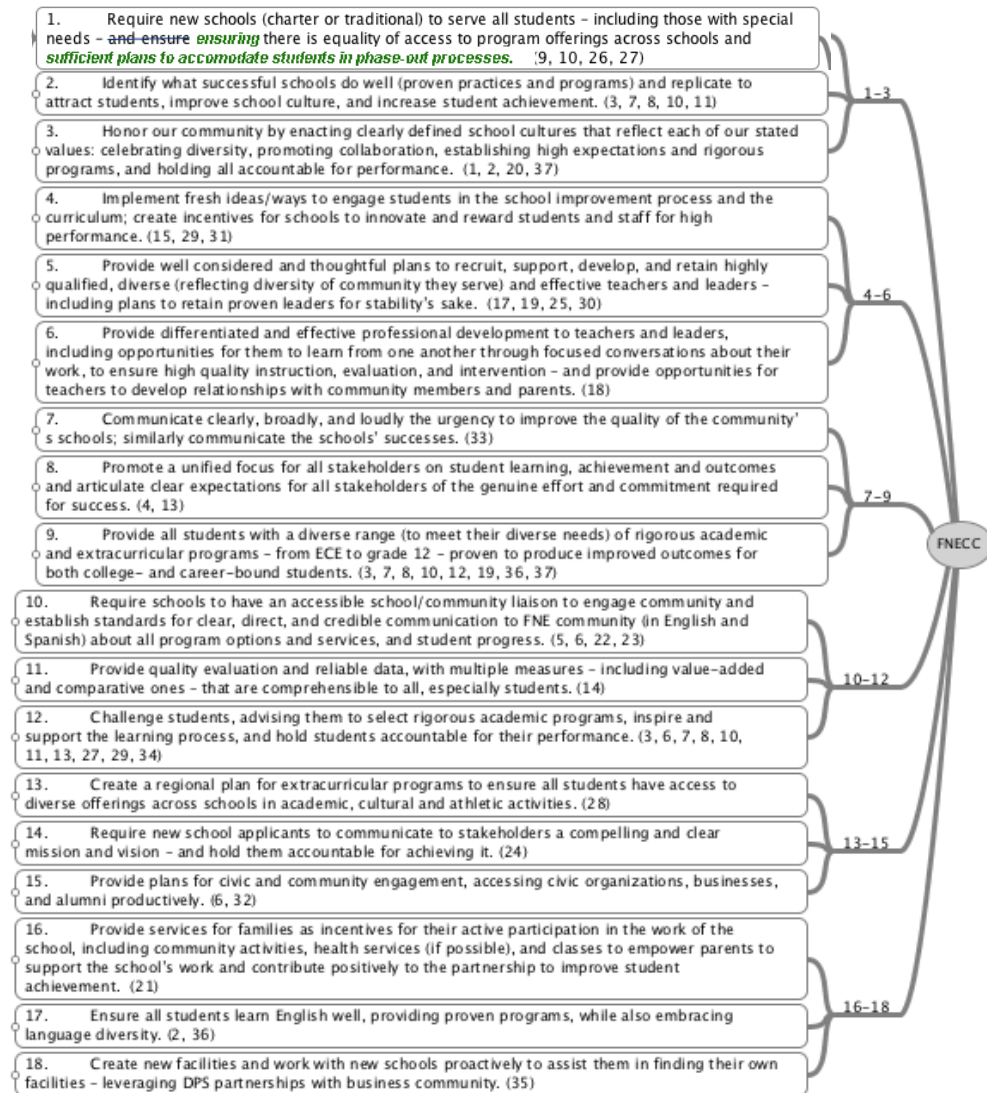 1. Require new schools (charter or traditional) to serve all students – including those with special
needs – and ensure ensuring there is equality of access to program offerings across schools and
sufficient plans to accomodate students in phase-out processes. (9, 10, 26, 27)
2. Identify what successful schools do well (proven practices and programs) and replicate to
attract students, improve school culture, and increase student achievement. (3, 7, 8, 10, 11)
3. Honor our community by enacting clearly defined school cultures that reflect each of our stated
values: celebrating diversity, promoting collaboration, establishing high expectations and rigorous
programs, and holding all accountable for performance. (1, 2, 20, 37)
1–3
4. Implement fresh ideas/ways to engage students in the school improvement process and the
curriculum; create incentives for schools to innovate and reward students and staff for high
performance. (15, 29, 31)
5. Provide well considered and thoughtful plans to recruit, support, develop, and retain highly
qualified, diverse (reflecting diversity of community they serve) and effective teachers and leaders –
including plans to retain proven leaders for stability's sake. (17, 19, 25, 30)
6. Provide differentiated and effective professional development to teachers and leaders,
including opportunities for them to learn from one another through focused conversations about their
work, to ensure high quality instruction, evaluation, and intervention – and provide opportunities for
teachers to develop relationships with community members and parents. (18)
4–6
7. Communicate clearly, broadly, and loudly the urgency to improve the quality of the community'
s schools; similarly communicate the schools' successes. (33)
8. Promote a unified focus for all stakeholders on student learning, achievement and outcomes
and articulate clear expectations for all stakeholders of the genuine effort and commitment required
for success. (4, 13)
9. Provide all students with a diverse range (to meet their diverse needs) of rigorous academic
and extracurricular programs – from ECE to grade 12 – proven to produce improved outcomes for
both college– and career–bound students. (3, 7, 8, 10, 12, 19, 36, 37)
7–9
FNECC
10. Require schools to have an accessible school/community liaison to engage community and
establish standards for clear, direct, and credible communication to FNE community (in English and
Spanish) about all program options and services, and student progress. (5, 6, 22, 23)
11. Provide quality evaluation and reliable data, with multiple measures – including value–added
and comparative ones – that are comprehensible to all, especially students. (14)
12. Challenge students, advising them to select rigorous academic programs, inspire and
support the learning process, and hold students accountable for their performance. (3, 6, 7, 8, 10,
11, 13, 27, 29, 34)
10–12
13. Create a regional plan for extracurricular programs to ensure all students have access to
diverse offerings across schools in academic, cultural and athletic activities. (28)
14. Require new school applicants to communicate to stakeholders a compelling and clear
mission and vision – and hold them accountable for achieving it. (24)
15. Provide plans for civic and community engagement, accessing civic organizations, businesses,
and alumni productively. (6, 32)
13–15
16. Provide services for families as incentives for their active participation in the work of the
school, including community activities, health services (if possible), and classes to empower parents to
support the school's work and contribute positively to the partnership to improve student
achievement. (21)
17. Ensure all students learn English well, providing proven programs, while also embracing
language diversity. (2, 36)
18. Create new facilities and work with new schools proactively to assist them in finding their own
facilities – leveraging DPS partnerships with business community. (35)
16–18